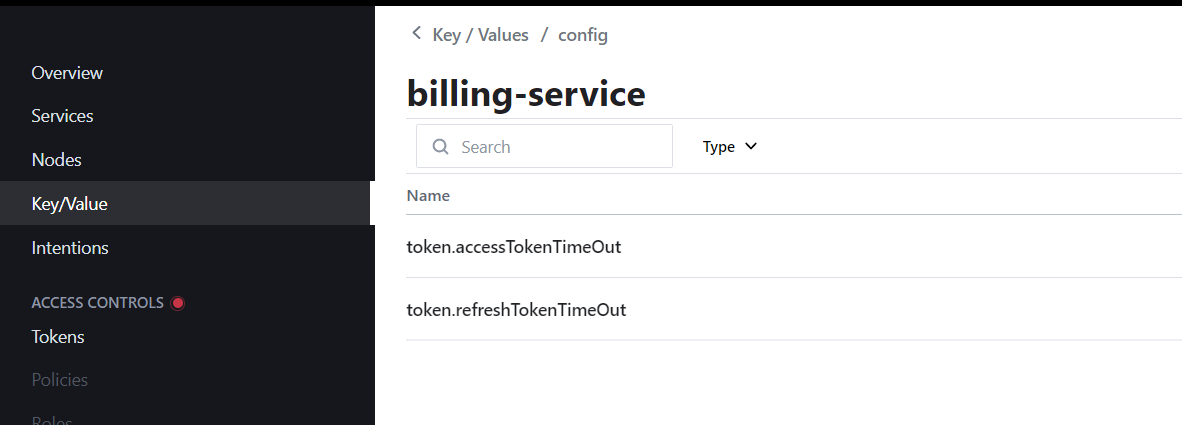 Overview
Services
Nodes
Key/Value
Intentions
ACCESS CONTROLS
Tokens
Policies
Roles
Key / Values / config
billing-service
Search
Type
Name
token.accessTokenTimeOut
token.refreshTokenTimeOut